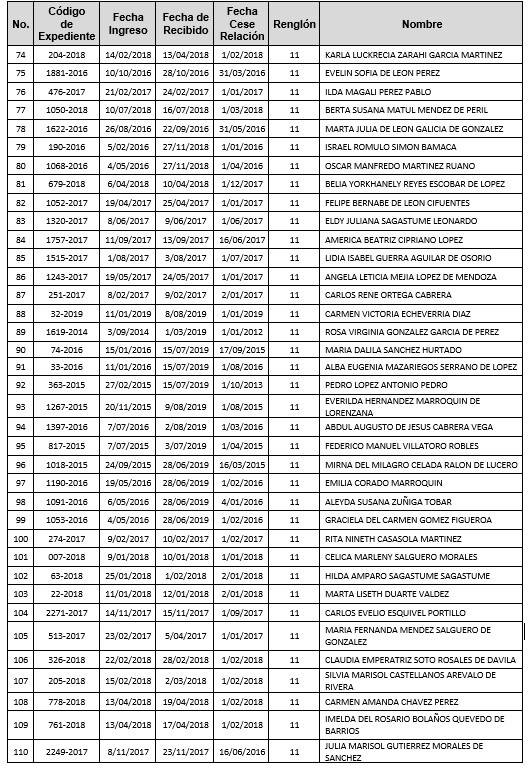 No. Código de Expediente Fecha Ingreso Fecha de Recibido Fecha Cese Relación Renglón Nombre
74 204-2018 14/02/2018 13/04/2018 1/02/2018 11 KARLA LUCKRECIA ZARAHI GARCIA MARTINEZ
75 1881-2016 10/10/2016 28/10/2016 31/03/2016 11 EVELIN SOFIA DE LEON PEREZ
76 476-2017 21/02/2017 24/02/2017 1/01/2017 11 ILDA MAGALI PEREZ PABLO
77 1050-2018 10/07/2018 16/07/2018 1/03/2018 11 BERTA SUSANA MATUL MENDEZ DE PERIL
78 1622-2016 26/08/2016 22/09/2016 31/05/2016 11 MARTA JULIA DE LEON GALICIA DE GONZALEZ
79 190-2016 5/02/2016 27/11/2018 1/01/2016 11 ISRAEL ROMULO SIMON BAMACA
80 1068-2016 4/05/2016 27/11/2018 1/04/2016 11 OSCAR MANFREDO MARTINEZ RUANO
81 679-2018 6/04/2018 10/04/2018 1/12/2017 11 BELIA YORKHANELY REYES ESCOBAR DE LOPEZ
82 1052-2017 19/04/2017 25/04/2017 1/01/2017 11 FELIPE BERNABE DE LEON CIFUENTES
83 1320-2017 8/06/2017 9/06/2017 1/06/2017 11 ELDY JULIANA SAGASTUME LEONARDO
84 1757-2017 11/09/2017 13/09/2017 16/06/2017 11 AMERICA BEATRIZ CIPRIANO LOPEZ
85 1515-2017 1/08/2017 3/08/2017 1/07/2017 11 LIDIA ISABEL GUERRA AGUILAR DE OSORIO
86 1243-2017 19/05/2017 24/05/2017 1/01/2017 11 ANGELA LETICIA MEJIA LOPEZ DE MENDOZA
87 251-2017 8/02/2017 9/02/2017 2/01/2017 11 CARLOS RENE ORTEGA CABRERA
88 32-2019 11/01/2019 8/08/2019 1/01/2019 11 CARMEN VICTORIA ECHEVERRIA DIAZ
89 1619-2014 3/09/2014 1/03/2019 1/01/2012 11 ROSA VIRGINIA GONZALEZ GARCIA DE PEREZ
90 74-2016 15/01/2016 15/07/2019 17/09/2015 11 MARIA DALILA SANCHEZ HURTADO
91 33-2016 11/01/2016 15/07/2019 1/08/2016 11 ALBA EUGENIA MAZARIEGOS SERRANO DE LOPEZ
92 363-2015 27/02/2015 15/07/2019 1/10/2013 11 PEDRO LOPEZ ANTONIO PEDRO
93 1267-2015 20/11/2015 9/08/2019 1/08/2015 11 EVERILDA HERNANDEZ MARROQUIN DE
LORENZANA
94 1397-2016 7/07/2016 2/08/2019 1/03/2016 11 ABDUL AUGUSTO DE JESUS CABRERA VEGA
95 817-2015 7/07/2015 3/07/2019 1/04/2015 11 FEDERICO MANUEL VILLATORO ROBLES
96 1018-2015 24/09/2015 28/06/2019 16/03/2015 11 MIRNA DEL MILAGRO CELADA RALON DE LUCERO
97 1190-2016 19/05/2016 28/06/2019 1/02/2016 11 EMILIA CORADO MARROQUIN
98 1091-2016 6/05/2016 28/06/2019 4/01/2016 11 ALEYDA SUSANA ZUÑIGA TOBAR
99 1053-2016 4/05/2016 28/06/2019 1/02/2016 11 GRACIELA DEL CARMEN GOMEZ FIGUEROA
100 274-2017 9/02/2017 10/02/2017 1/02/2017 11 RITA NINETH CASASOLA MARTINEZ
101 007-2018 9/01/2018 10/01/2018 1/01/2018 11 CELICA MARLENY SALGUERO MORALES
102 63-2018 25/01/2018 1/02/2018 2/01/2018 11 HILDA AMPARO SAGASTUME SAGASTUME
103 22-2018 11/01/2018 12/01/2018 2/01/2018 11 MARTA LISETH DUARTE VALDEZ
104 2271-2017 14/11/2017 15/11/2017 1/09/2017 11 CARLOS EVELIO ESQUIVEL PORTILLO
105 513-2017 23/02/2017 5/04/2017 1/01/2017 11 MARIA FERNANDA MENDEZ SALGUERO DE
GONZALEZ
106 326-2018 22/02/2018 28/02/2018 1/02/2018 11 CLAUDIA EMPERATRIZ SOTO ROSALES DE DAVILA
107 205-2018 15/02/2018 2/03/2018 1/02/2018 11 SILVIA MARISOL CASTELLANOS AREVALO DE
RIVERA
108 778-2018 13/04/2018 19/04/2018 1/02/2018 11 CARMEN AMANDA CHAVEZ PEREZ
109 761-2018 13/04/2018 17/04/2018 1/02/2018 11 IMELDA DEL ROSARIO BOLAÑOS QUEVEDO DE
BARRIOS
110 2249-2017 8/11/2017 23/11/2017 16/06/2016 11 JULIA MARISOL GUTIERREZ MORALES DE
SANCHEZ